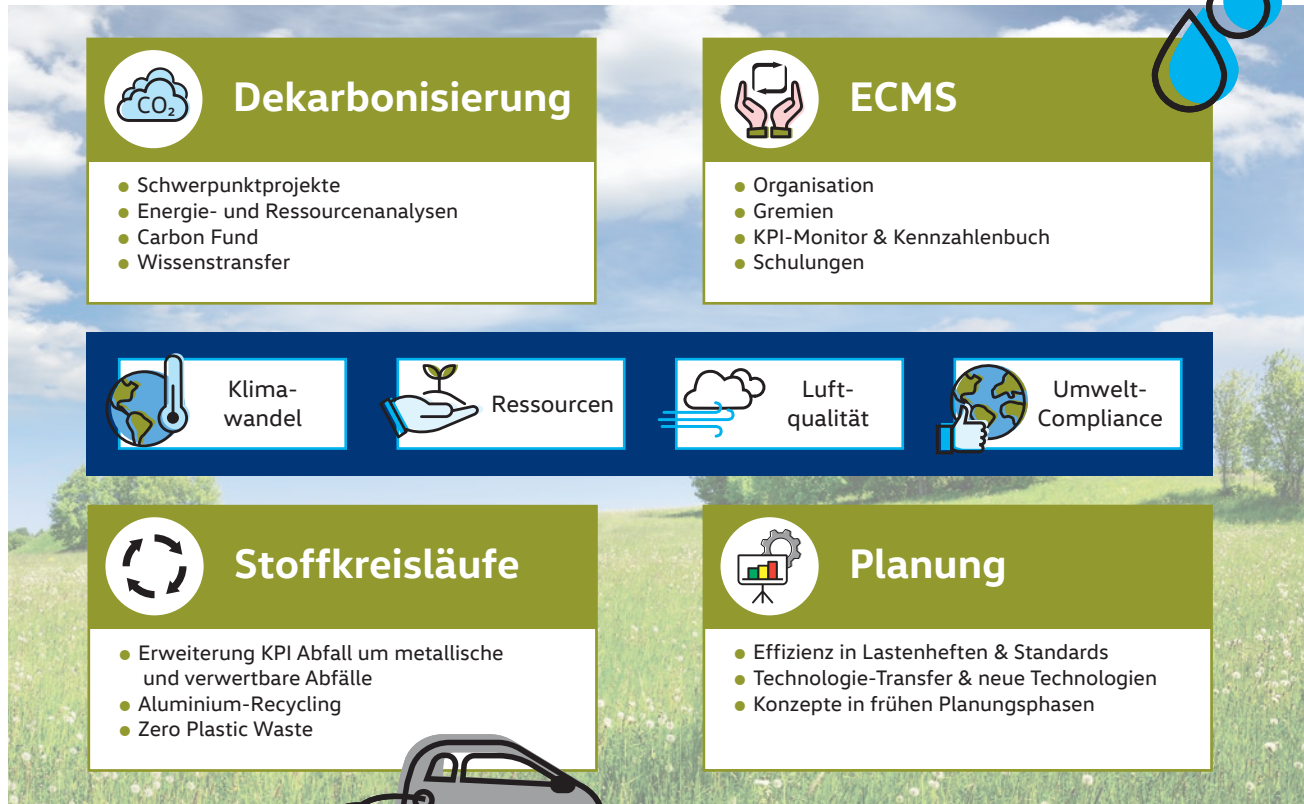 Dekarbonisierung
CO₂
Schwerpunktprojekte
Energie- und Ressourcenanalysen
Carbon Fund
Wissenstransfer
ECMS
Organisation
Gremien
KPI-Monitor & Kennzahlenbuch
Schulungen
Klima-
wandel
Ressourcen
Luft-
qualität
Umwelt-
Compliance
Stoffkreisläufe
Erweiterung KPI Abfall um metallische
und verwertbare Abfälle
Aluminium-Recycling
Zero Plastic Waste
Planung
Effizienz in Lastenheften & Standards
Technologie-Transfer & neue Technologien
Konzepte in frühen Planungsphasen